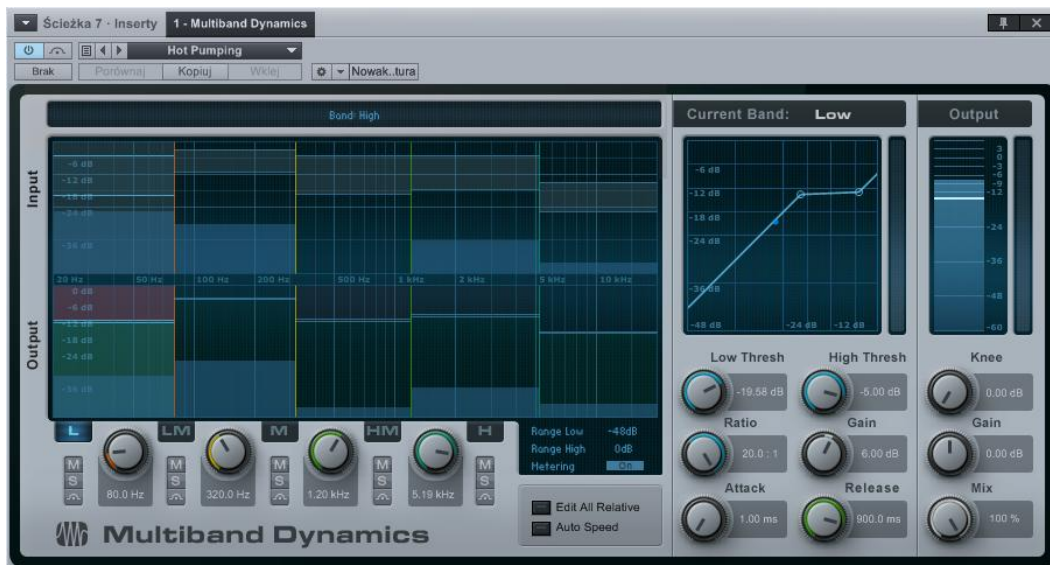 Ścieżka 7 · Inserty 1 - Multiband Dynamics
Hot Pumping
Brak Porównaj Kopiuj Wklej Nowak..tura
Band: High
Input
-6 dB
-12 dB
-18 dB
-24 dB
-36 dB
20 Hz 50 Hz 100 Hz 200 Hz 500 Hz 1 kHz 2 kHz 5 kHz 10 kHz
Output
0 dB
-6 dB
-12 dB
-18 dB
-24 dB
-36 dB
L LM M HM H
M M M M M
S S S S S
80.0 Hz 320.0 Hz 1.20 kHz 5.19 kHz
Range Low -48dB
Range High 0dB
Metering On
Edit All Relative
Auto Speed
Multiband Dynamics
Current Band: Low
-6 dB
-12 dB
-18 dB
-24 dB
-36 dB
-48 dB -24 dB -12 dB
Low Thresh High Thresh
-19.58 dB -5.00 dB
Ratio Gain
20.0 : 1 6.00 dB
Attack Release
1.00 ms 900.0 ms
Output
3
0
-3
-6
-9
-12
-24
-36
-48
-60
Knee
0.00 dB
Gain
0.00 dB
Mix
100 %